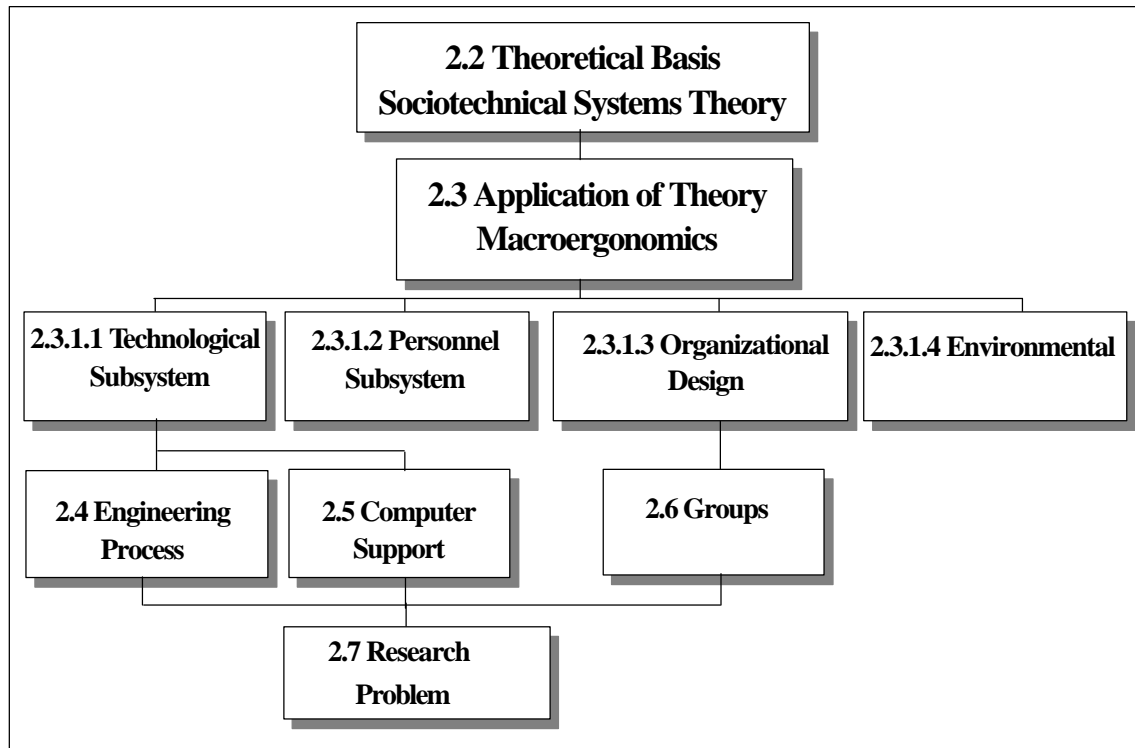 2.2 Theoretical Basis
Sociotechnical Systems Theory
2.3 Application of Theory
Macroergonomics
2.3.1.1 Technological
Subsystem
2.3.1.2 Personnel
Subsystem
2.3.1.3 Organizational
Design
2.3.1.4 Environmental
2.4 Engineering
Process
2.5 Computer
Support
2.6 Groups
2.7 Research
Problem